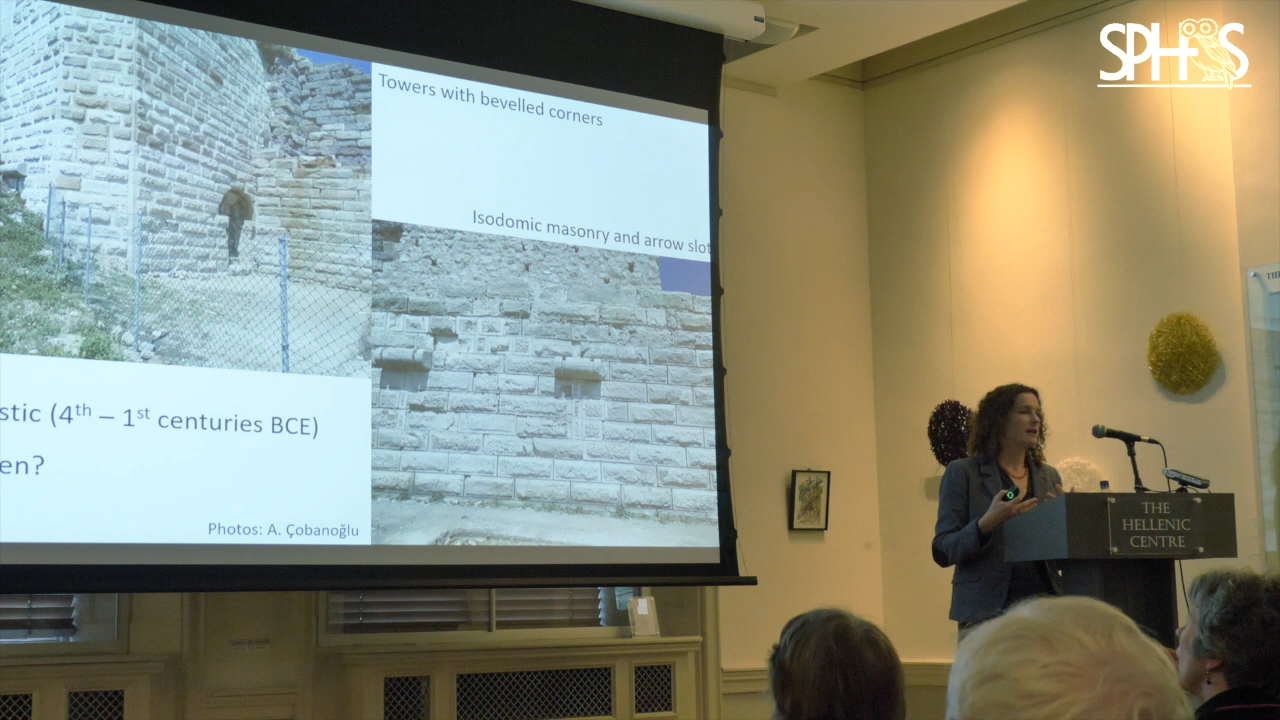 SPHS
Towers with bevelled corners
Isodomic masonry and arrow slot
stic (4th – 1st centuries BCE)
en?
Photos: A. Çobanoğlu
THE
HELLENIC
CENTRE